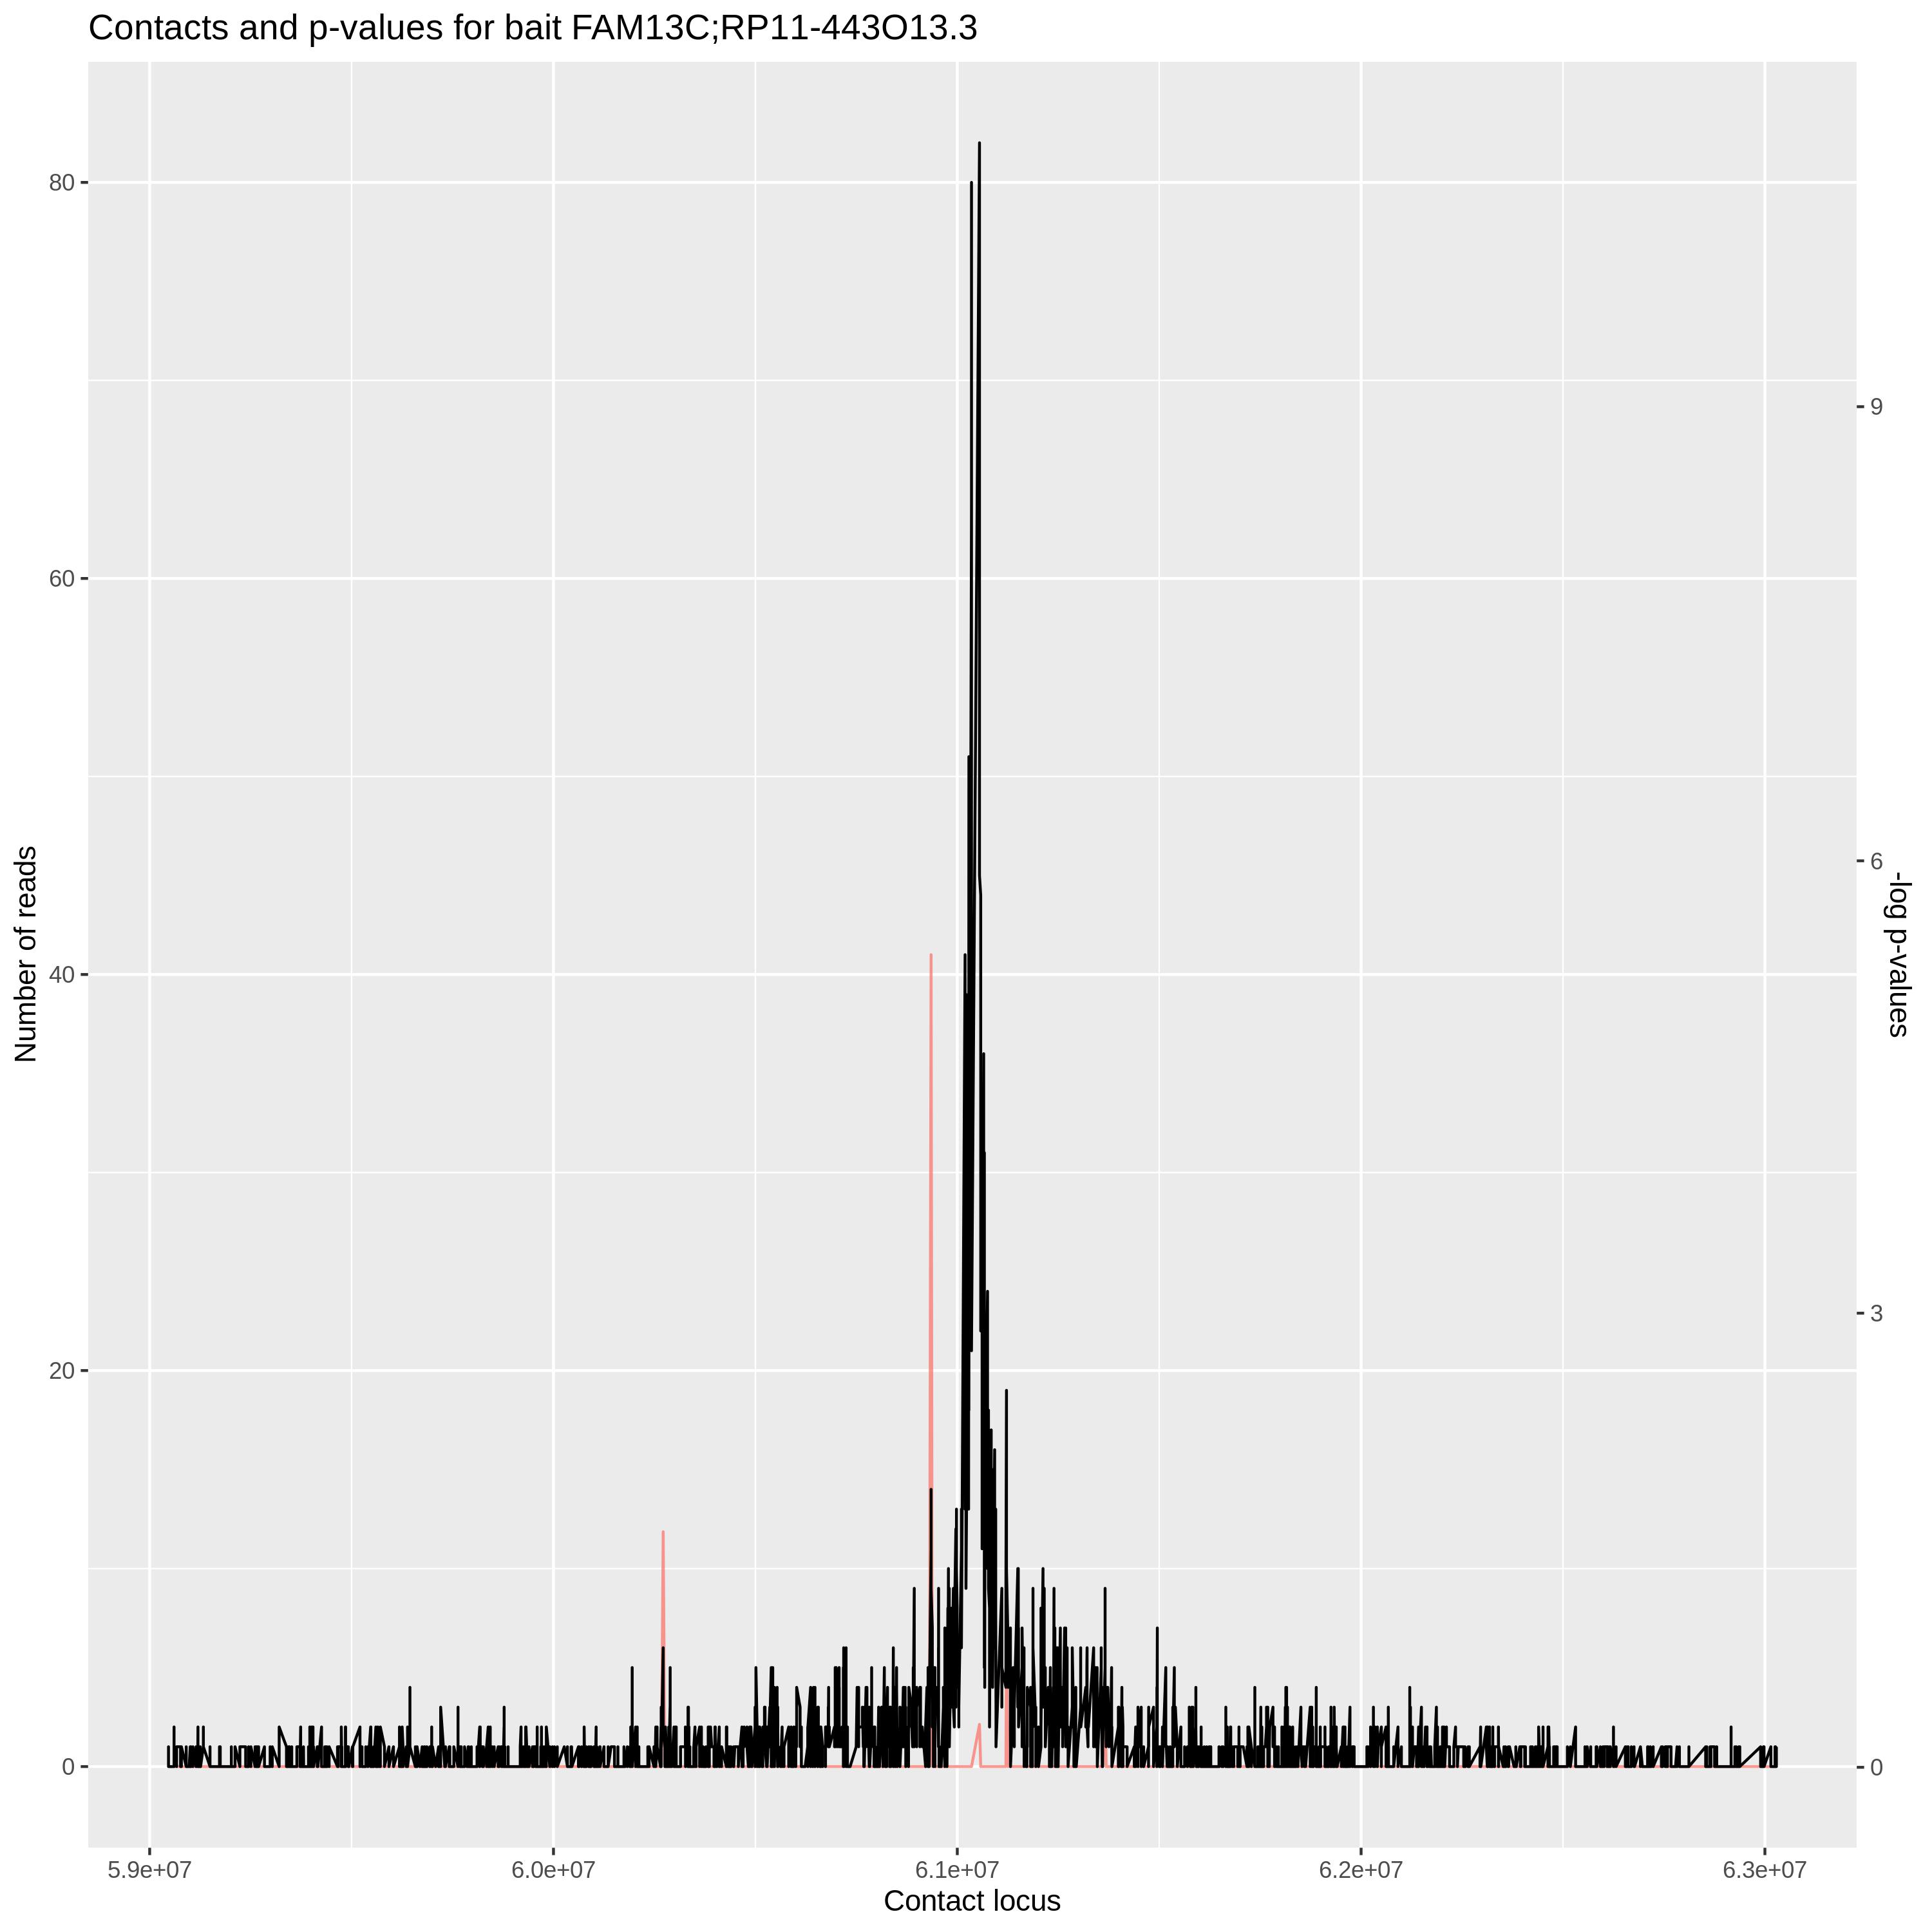 Contacts and p-values for bait FAM13C;RP11-443O13.3
80
60
40
20
0
Number of reads
9
6
3
0
-log p-values
5.9e+07
6.0e+07
6.1e+07
6.2e+07
6.3e+07
Contact locus